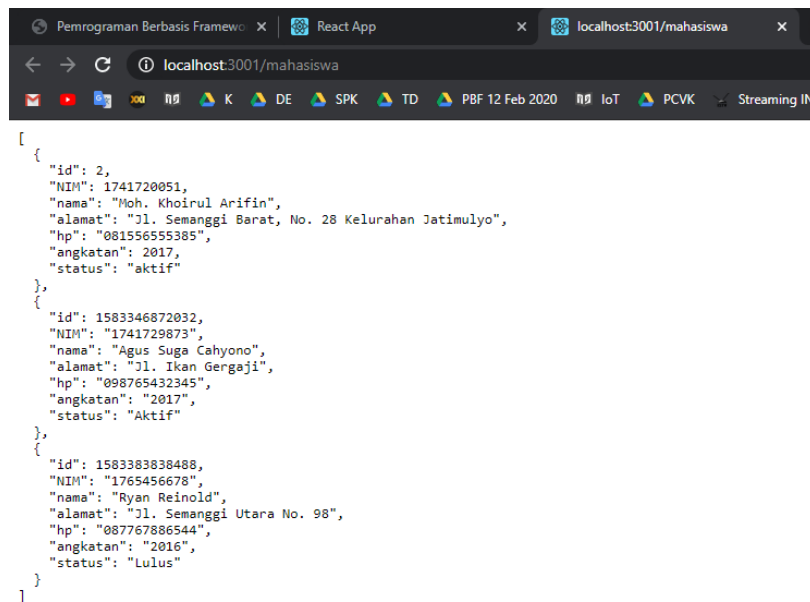 Pemrograman Berbasis Framewo
React App
localhost:3001/mahasiswa
localhost:3001/mahasiswa
K
DE
SPK
TD
PBF 12 Feb 2020
IoT
PCVK
Streaming IN
[
{
"id": 2,
"NIM": 1741720051,
"nama": "Moh. Khoirul Arifin",
"alamat": "Jl. Semanggi Barat, No. 28 Kelurahan Jatimulyo",
"hp": "081556555385",
"angkatan": 2017,
"status": "aktif"
},
{
"id": 1583346872032,
"NIM": "1741729873",
"nama": "Agus Suga Cahyono",
"alamat": "Jl. Ikan Gergaji",
"hp": "098765432345",
"angkatan": "2017",
"status": "Aktif"
},
{
"id": 1583383838488,
"NIM": "1765456678",
"nama": "Ryan Reinold",
"alamat": "Jl. Semanggi Utara No. 98",
"hp": "087767886544",
"angkatan": "2016",
"status": "Lulus"
}
]